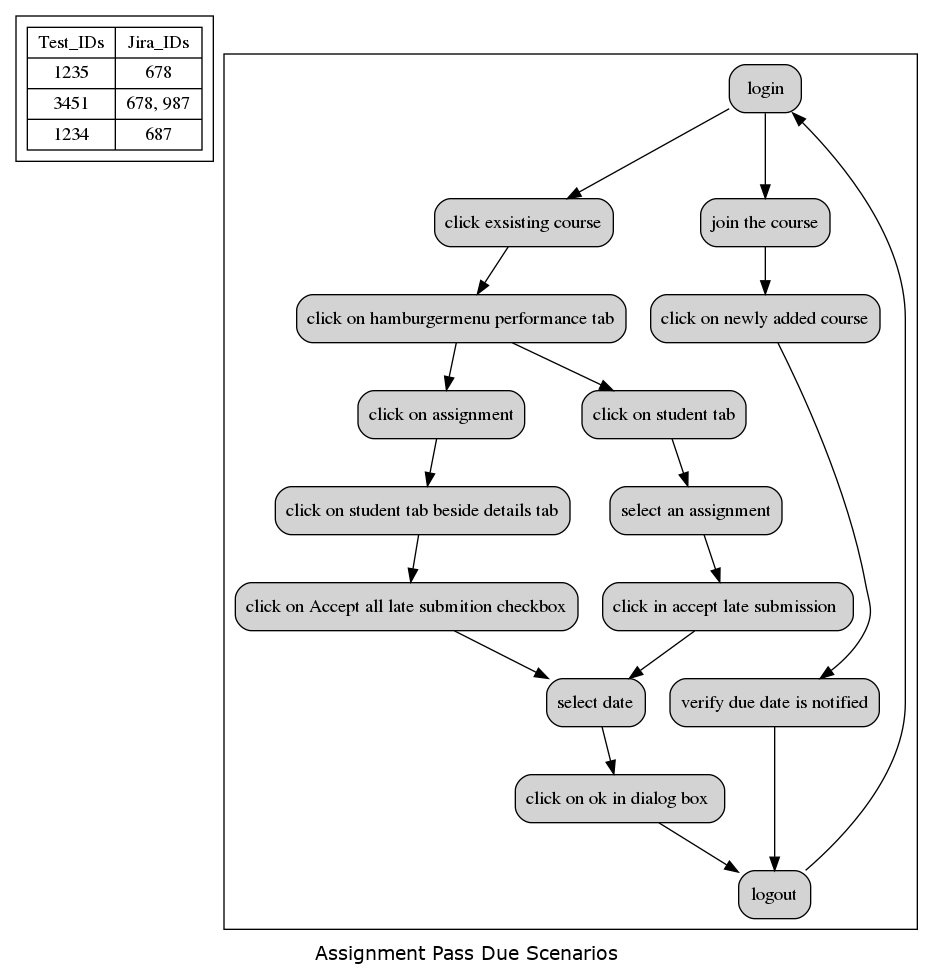 Test_IDs Jira_IDs
1235 678
3451 678, 987
1234 687
login
click exsisting course
join the course
click on hamburgermenu performance tab
click on newly added course
click on assignment
click on student tab
click on student tab beside details tab
select an assignment
click on Accept all late submition checkbox
click in accept late submission
select date
verify due date is notified
click on ok in dialog box
logout
Assignment Pass Due Scenarios